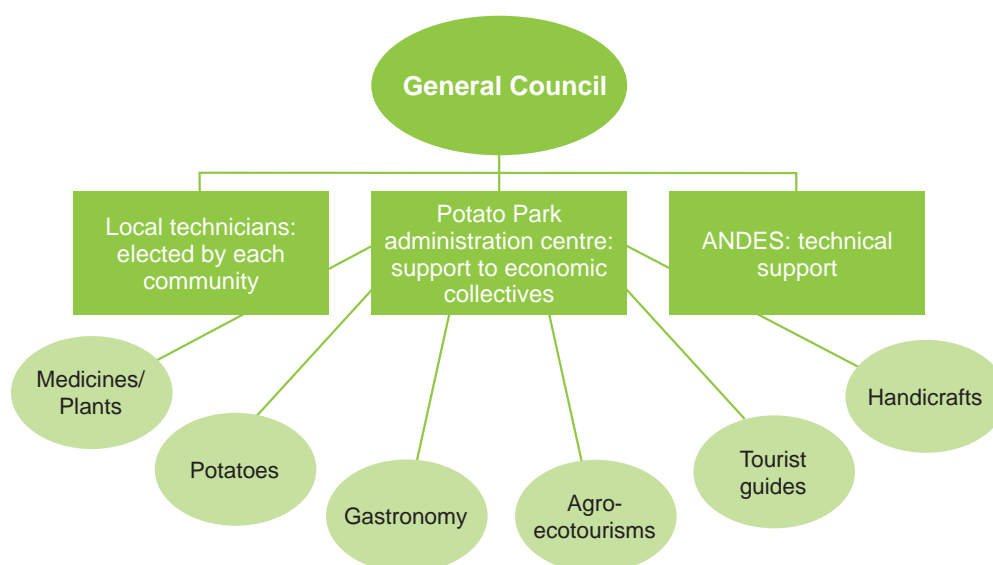 General Council
Local technicians:
elected by each
community
Potato Park
administration centre:
support to economic
collectives
ANDES: technical
support
Medicines/
Plants
Potatoes
Gastronomy
Agro-
ecotourisms
Tourist
guides
Handicrafts